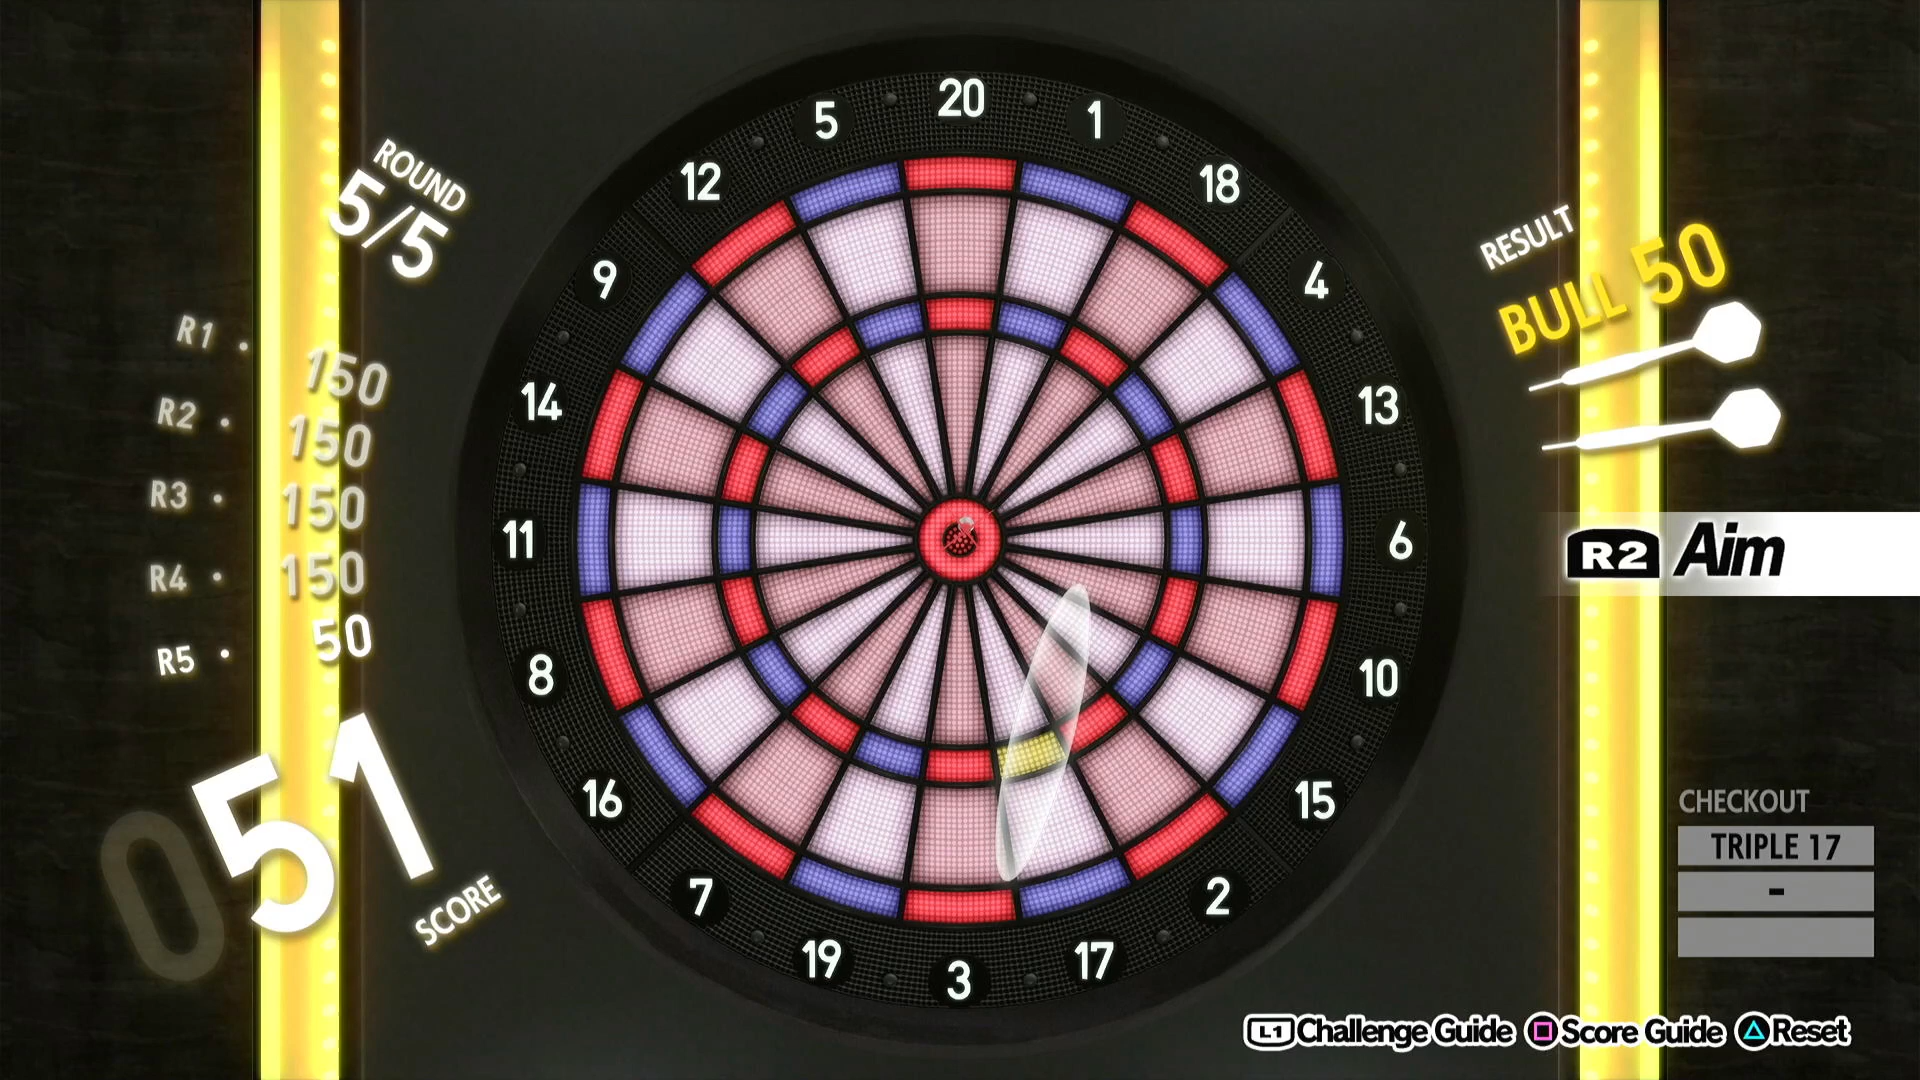 ROUND
5/5
R1 · 150
R2 · 150
R3 · 150
R4 · 150
R5 · 50
051
SCORE
20
1
18
4
13
6
10
15
2
17
3
19
7
16
8
11
14
9
12
5
RESULT
BULL 50
R2 Aim
CHECKOUT
TRIPLE 17
-
L1 Challenge Guide □ Score Guide △ Reset